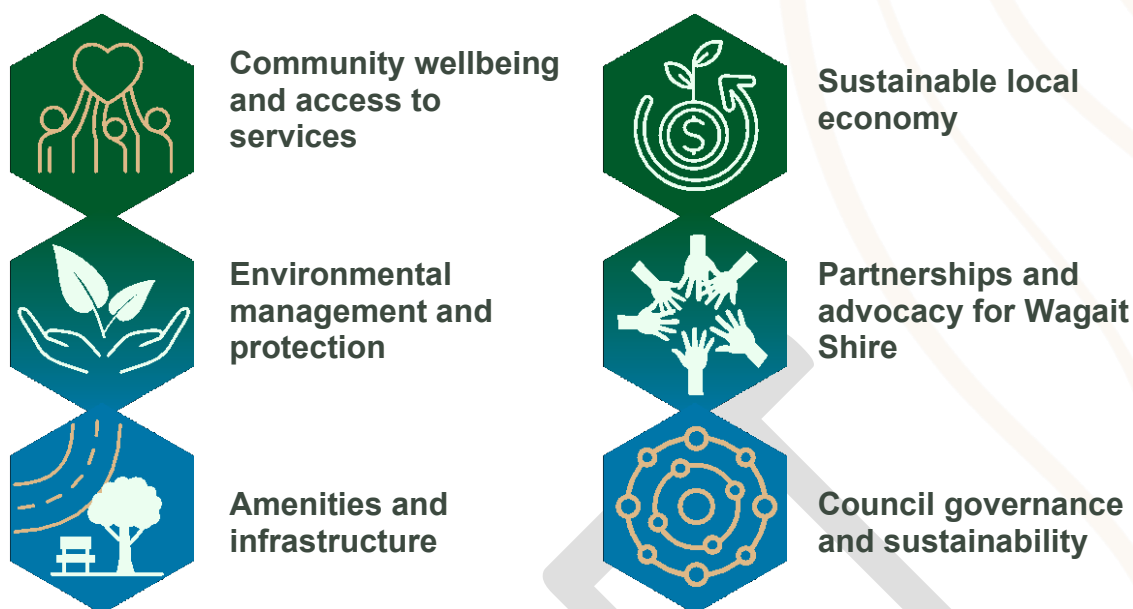 Community wellbeing
and access to
services
Sustainable local
economy
$
Environmental
management and
protection
Partnerships and
advocacy for Wagait
Shire
Amenities and
infrastructure
Council governance
and sustainability